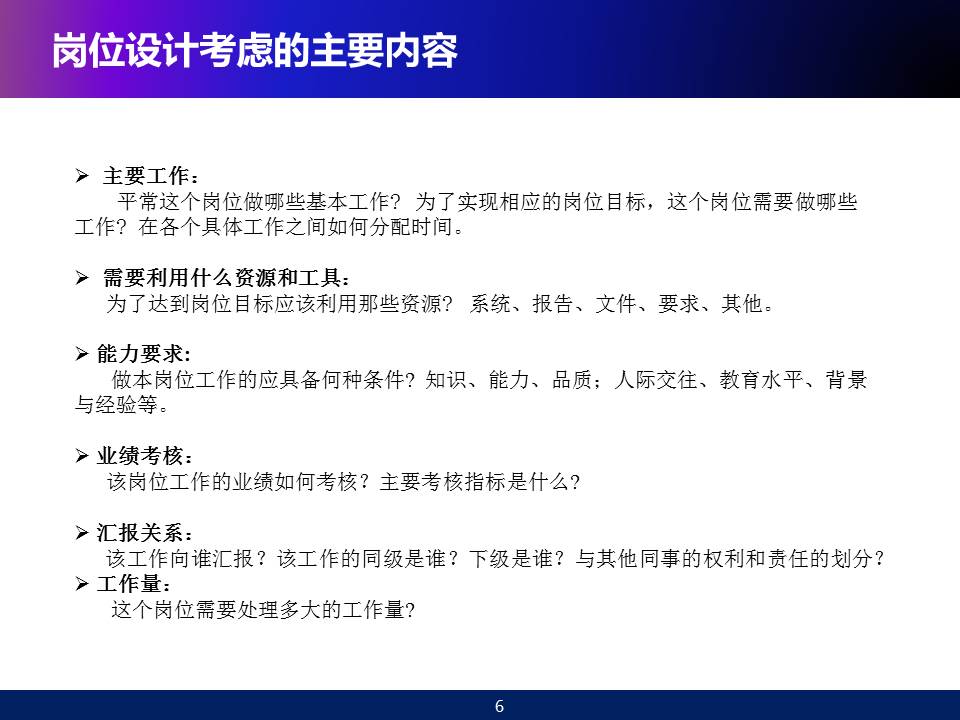 岗位设计考虑的主要内容
➢ 主要工作：
平常这个岗位做哪些基本工作？ 为了实现相应的岗位目标，这个岗位需要做哪些
工作？在各个具体工作之间如何分配时间。
➢ 需要利用什么资源和工具：
为了达到岗位目标应该利用那些资源？ 系统、报告、文件、要求、其他。
➢ 能力要求:
做本岗位工作的应具备何种条件？知识、能力、品质；人际交往、教育水平、背景
与经验等。
➢ 业绩考核：
该岗位工作的业绩如何考核？主要考核指标是什么?
➢ 汇报关系：
该工作向谁汇报？该工作的同级是谁？下级是谁？与其他同事的权利和责任的划分？
➢ 工作量：
这个岗位需要处理多大的工作量?
6